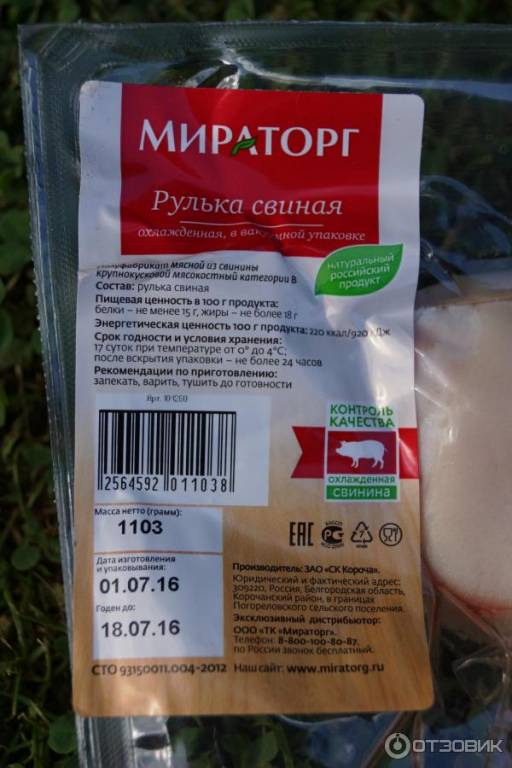 МИРАТОРГ
Рулька свиная
охлажденная, в вакуумной упаковке
натуральный
российский
продукт
Полуфабрикат мясной из свинины
крупнокусковой мясокостный категории В
Состав: рулька свиная
Пищевая ценность в 100 г продукта:
белки – не менее 15 г, жиры – не более 18 г
Энергетическая ценность 100 г продукта: 220 ккал/920 кДж
Срок годности и условия хранения:
17 суток при температуре от 0° до 4°С;
после вскрытия упаковки – не более 24 часов
Рекомендации по приготовлению:
запекать, варить, тушить до готовности
2564592 011038
КОНТРОЛЬ
КАЧЕСТВА
охлажденная
СВИНИНА
Масса нетто (грамм):
1103
Дата изготовления
и упаковывания:
01.07.16
Годен до:
18.07.16
СТО 93150011.004-2012
EAC
Производитель: ЗАО «СК Короча».
Юридический и фактический адрес:
309220, Россия, Белгородская область,
Корочанский район, в границах
Погореловского сельского поселения.
Эксклюзивный дистрибьютор:
ООО «ТК «Мираторг».
Телефон: 8-800-100-80-87,
по России звонок бесплатный.
Наш сайт: www.miratorg.ru
ОТЗОВИК